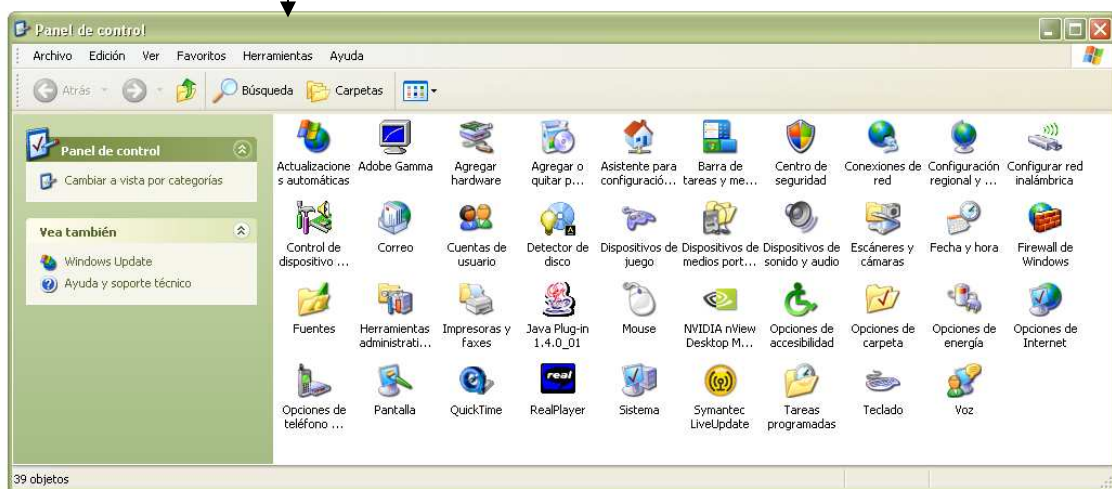 Panel de control
Archivo Edición Ver Favoritos Herramientas Ayuda
Atrás Búsqueda Carpetas
Panel de control
Cambiar a vista por categorías
Vea también
Windows Update
Ayuda y soporte técnico
Actualizacione Adobe Gamma Agregar Agregar o Asistente para Barra de Centro de Conexiones de Configuración Configurar red
s automáticas hardware quitar p... configuració... tareas y me... seguridad red regional y ... inalámbrica
Control de Correo Cuentas de Detector de Dispositivos de Dispositivos de Dispositivos de Escáneres y Fecha y hora Firewall de
dispositivo ... usuario disco juego medios port... sonido y audio cámaras Windows
Fuentes Herramientas Impresoras y Java Plug-in Mouse NVIDIA nView Opciones de Opciones de Opciones de Opciones de
administrati... faxes 1.4.0_01 Desktop M... accesibilidad carpeta energía Internet
real
Opciones de Pantalla QuickTime RealPlayer Sistema Symantec Tareas Teclado Voz
teléfono ... LiveUpdate programadas
39 objetos